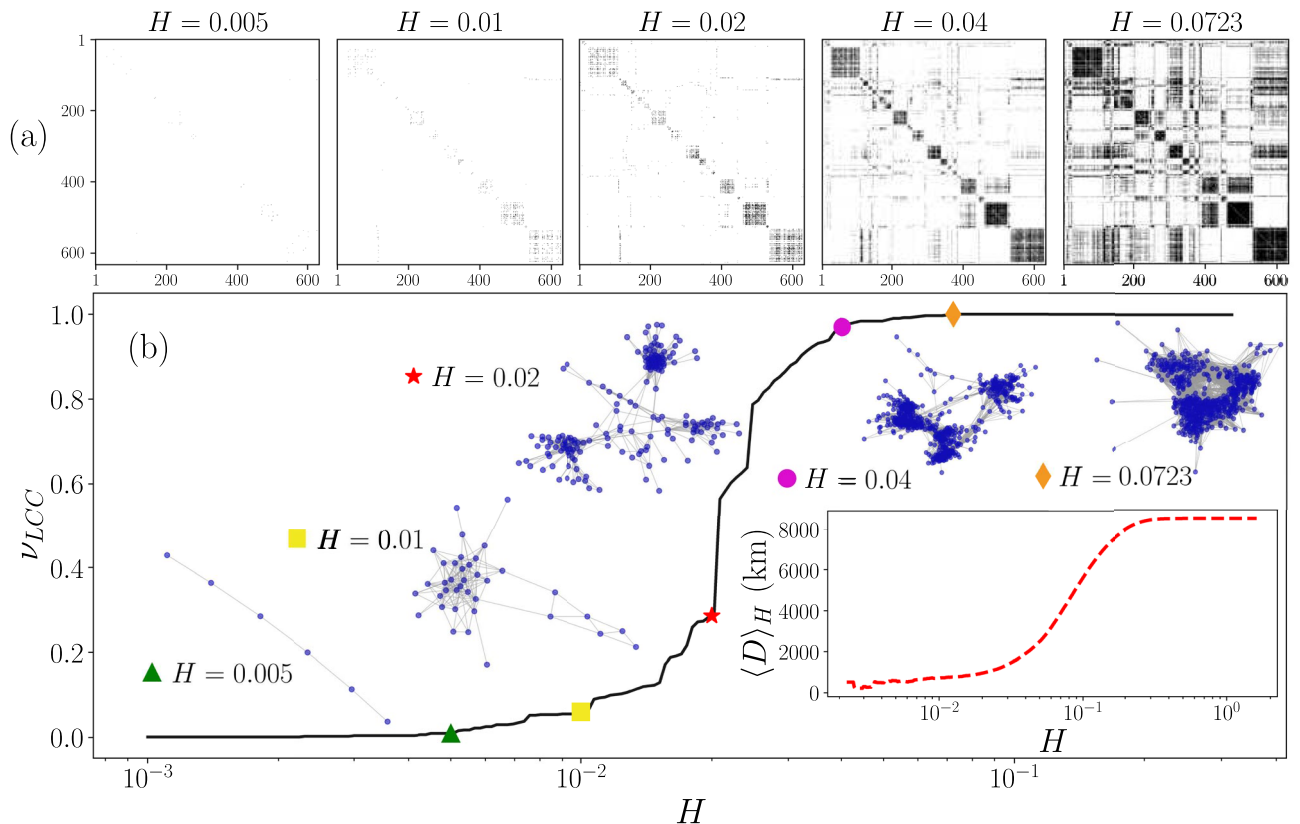 H = 0.005
H = 0.01
H = 0.02
H = 0.04
H = 0.0723
(a)
1
200
400
600
1 200 400 600
1 200 400 600
1 200 400 600
1 200 400 600
1 200 400 600
(b)
ν_LCC
1.0
0.8
0.6
0.4
0.2
0.0
H = 0.02
H = 0.01
H = 0.005
H = 0.04
H = 0.0723
⟨D⟩_H (km)
8000
6000
4000
2000
0
10⁻² 10⁻¹ 10⁰
H
10⁻³ 10⁻² 10⁻¹
H